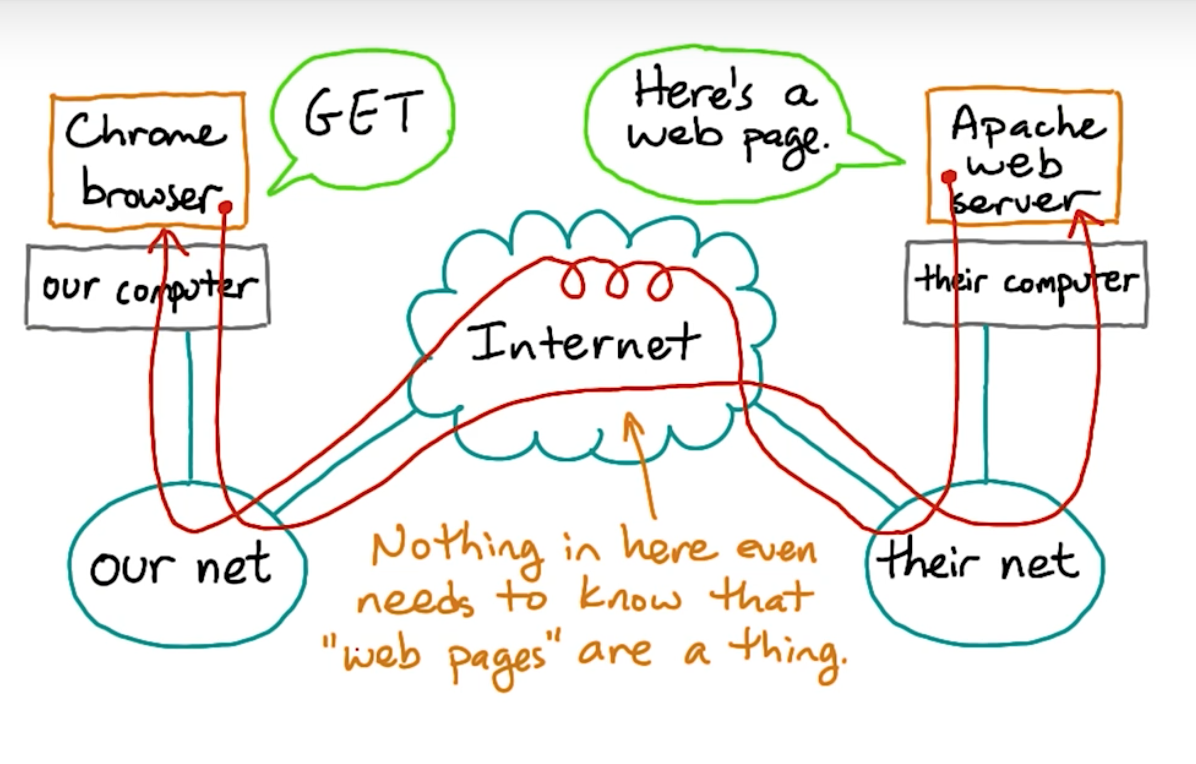 Chrome
browser
GET
Here's a
web page.
Apache
web
server
our computer
their computer
Internet
our net
their net
Nothing in here even
needs to know that
"web pages" are a thing.